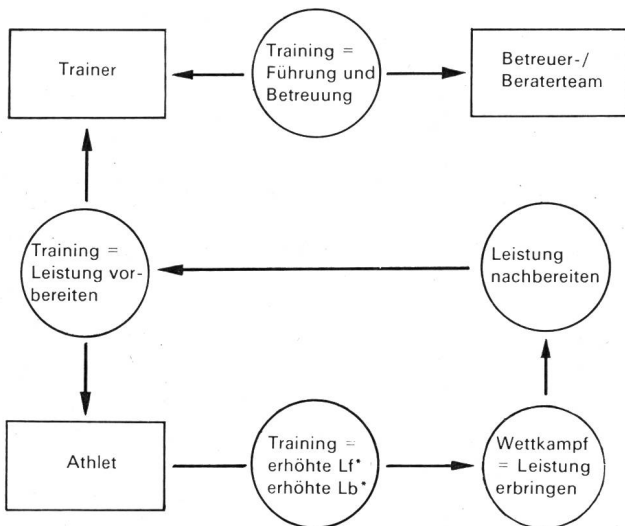 Trainer
Training =
Führung und
Betreuung
Betreuer-/
Beraterteam
Training =
Leistung vor-
bereiten
Leistung
nachbereiten
Athlet
Training =
erhöhte Lf*
erhöhte Lb*
Wettkampf
= Leistung
erbringen